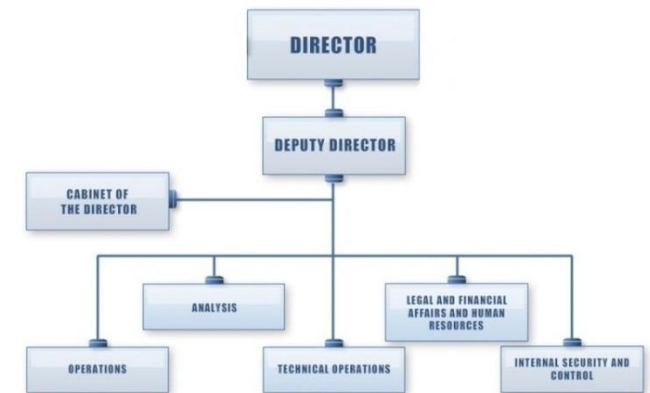 DIRECTOR
DEPUTY DIRECTOR
CABINET OF
THE DIRECTOR
ANALYSIS
LEGAL AND FINANCIAL
AFFAIRS AND HUMAN
RESOURCES
OPERATIONS
TECHNICAL OPERATIONS
INTERNAL SECURITY AND
CONTROL